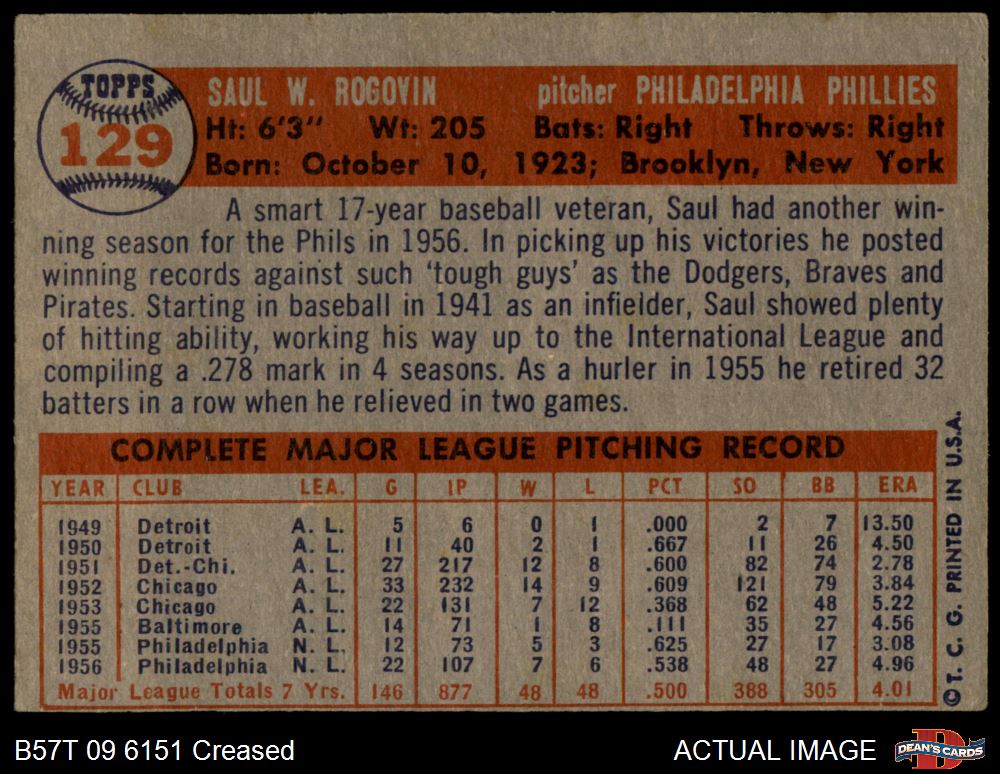 TOPPS
129
SAUL W. ROGOVIN pitcher PHILADELPHIA PHILLIES
Ht: 6'3" Wt: 205 Bats: Right Throws: Right
Born: October 10, 1923; Brooklyn, New York
A smart 17-year baseball veteran, Saul had another win-
ning season for the Phils in 1956. In picking up his victories he posted
winning records against such 'tough guys' as the Dodgers, Braves and
Pirates. Starting in baseball in 1941 as an infielder, Saul showed plenty
of hitting ability, working his way up to the International League and
compiling a .278 mark in 4 seasons. As a hurler in 1955 he retired 32
batters in a row when he relieved in two games.
COMPLETE MAJOR LEAGUE PITCHING RECORD
YEAR CLUB LEA. G IP W L PCT SO BB ERA
1949 Detroit A. L. 5 6 0 1 .000 2 7 13.50
1950 Detroit A. L. 11 40 2 1 .667 11 26 4.50
1951 Det.-Chi. A. L. 27 217 12 8 .600 82 74 2.78
1952 Chicago A. L. 33 232 14 9 .609 121 79 3.84
1953 Chicago A. L. 22 131 7 12 .368 62 48 5.22
1955 Baltimore A. L. 14 71 1 8 .111 35 27 4.56
1955 Philadelphia N. L. 12 73 5 3 .625 27 17 3.08
1956 Philadelphia N. L. 22 107 7 6 .538 48 27 4.96
Major League Totals 7 Yrs. 146 877 48 48 .500 388 305 4.01
©T. C. G. PRINTED IN U.S.A.
B57T 09 6151 Creased
ACTUAL IMAGE
DEAN'S CARDS